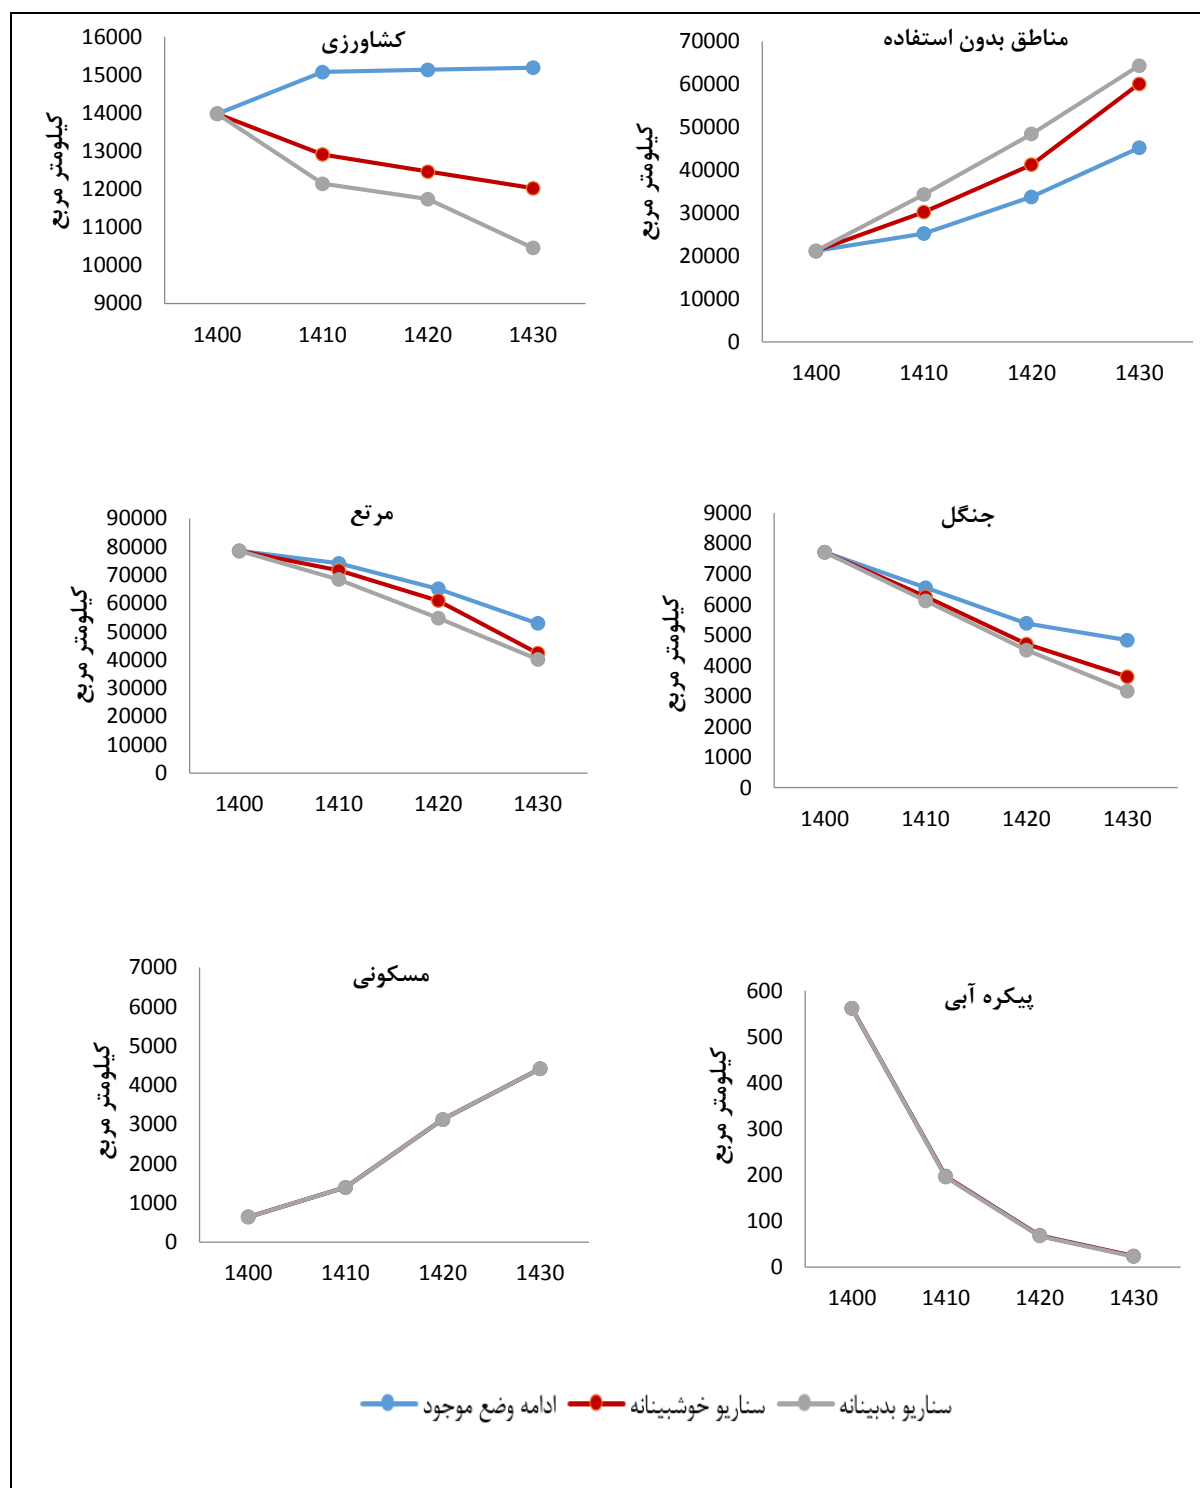 کشاورزی
کیلومتر مربع
16000
15000
14000
13000
12000
11000
10000
9000
1400 1410 1420 1430
مناطق بدون استفاده
کیلومتر مربع
70000
60000
50000
40000
30000
20000
10000
0
1400 1410 1420 1430
مرتع
کیلومتر مربع
90000
80000
70000
60000
50000
40000
30000
20000
10000
0
1400 1410 1420 1430
جنگل
کیلومتر مربع
9000
8000
7000
6000
5000
4000
3000
2000
1000
0
1400 1410 1420 1430
مسکونی
کیلومتر مربع
7000
6000
5000
4000
3000
2000
1000
0
1400 1410 1420 1430
پیکره آبی
کیلومتر مربع
600
500
400
300
200
100
0
1400 1410 1420 1430
ادامه وضع موجود
سناریو خوشبینانه
سناریو بدبینانه